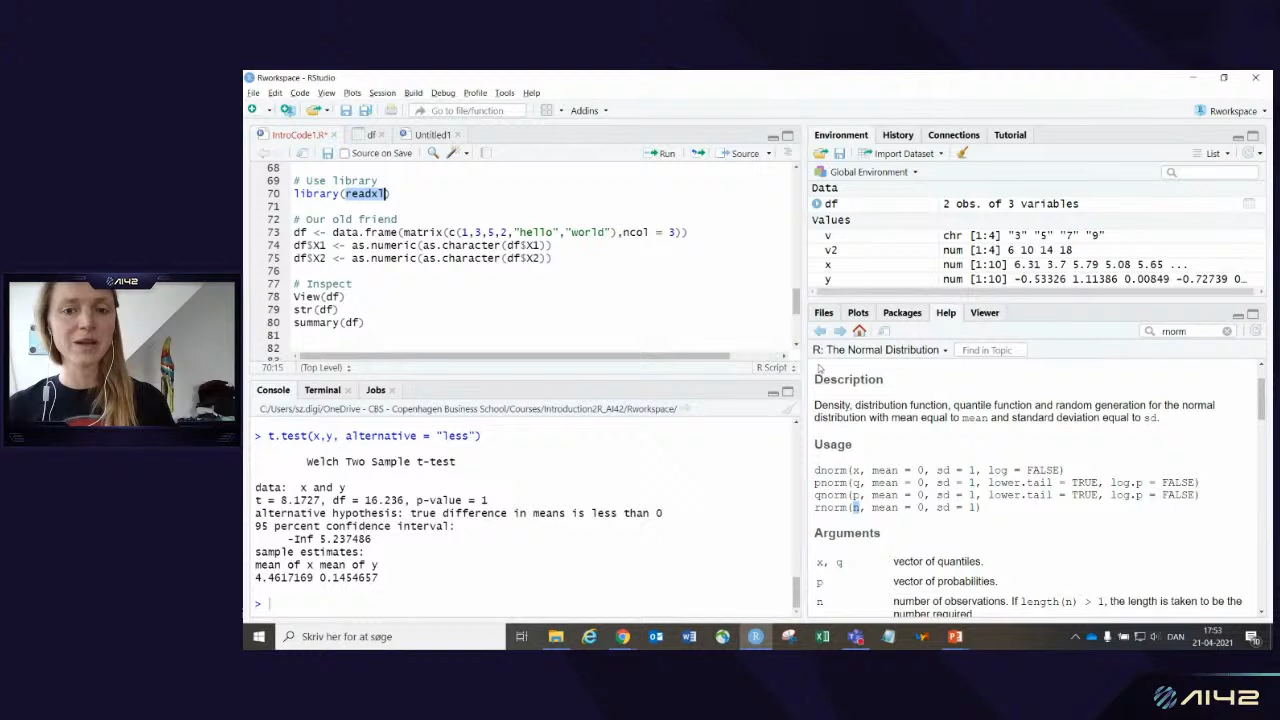 Rworkspace - RStudio
File Edit Code View Plots Session Build Debug Profile Tools Help
Go to file/function Addins Rworkspace
IntroCode1.R* df Untitled1
Source on Save Run Source
68
69 # Use library
70 library(readxl)
71
72 # Our old friend
73 df <- data.frame(matrix(c(1,3,5,2,"hello","world"),ncol = 3))
74 df$X1 <- as.numeric(as.character(df$X1))
75 df$X2 <- as.numeric(as.character(df$X2))
76
77 # Inspect
78 View(df)
79 str(df)
80 summary(df)
81
82
70:15 (Top Level) R Script
Console Terminal Jobs
C:/Users/sz.digi/OneDrive - CBS - Copenhagen Business School/Courses/Introduction2R_AI42/Rworkspace/
> t.test(x,y, alternative = "less")
Welch Two Sample t-test
data: x and y
t = 8.1727, df = 16.236, p-value = 1
alternative hypothesis: true difference in means is less than 0
95 percent confidence interval:
-Inf 5.237486
sample estimates:
mean of x mean of y
4.4617169 0.1454657
>
Environment History Connections Tutorial
Import Dataset List
Global Environment
Data
df 2 obs. of 3 variables
Values
v chr [1:4] "3" "5" "7" "9"
v2 num [1:4] 6 10 14 18
x num [1:10] 6.31 3.7 5.79 5.08 5.65 ...
y num [1:10] -0.53326 1.11386 0.00849 -0.72739 0...
Files Plots Packages Help Viewer
rnorm
R: The Normal Distribution Find in Topic
Description
Density, distribution function, quantile function and random generation for the normal
distribution with mean equal to mean and standard deviation equal to sd.
Usage
dnorm(x, mean = 0, sd = 1, log = FALSE)
pnorm(q, mean = 0, sd = 1, lower.tail = TRUE, log.p = FALSE)
qnorm(p, mean = 0, sd = 1, lower.tail = TRUE, log.p = FALSE)
rnorm(n, mean = 0, sd = 1)
Arguments
x, q vector of quantiles.
p vector of probabilities.
n number of observations. If length(n) > 1, the length is taken to be the
number required.
Skriv her for at søge
DAN
17:53
21-04-2021
AI42
AI42